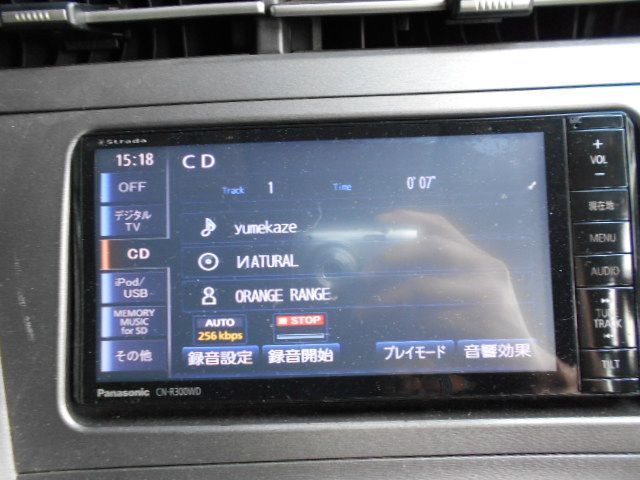 Strada
15:18
CD
OFF
Track 1 Time 0'07"
デジタル
TV
yumekaze
CD
ИATURAL
iPod/
USB
ORANGE RANGE
MEMORY
MUSIC
for SD
AUTO
256 kbps
STOP
その他
録音設定
録音開始
プレイモード
音響効果
Panasonic CN-R300WD
+
VOL
−
現在地
MENU
AUDIO
TUNE
TRACK
TILT